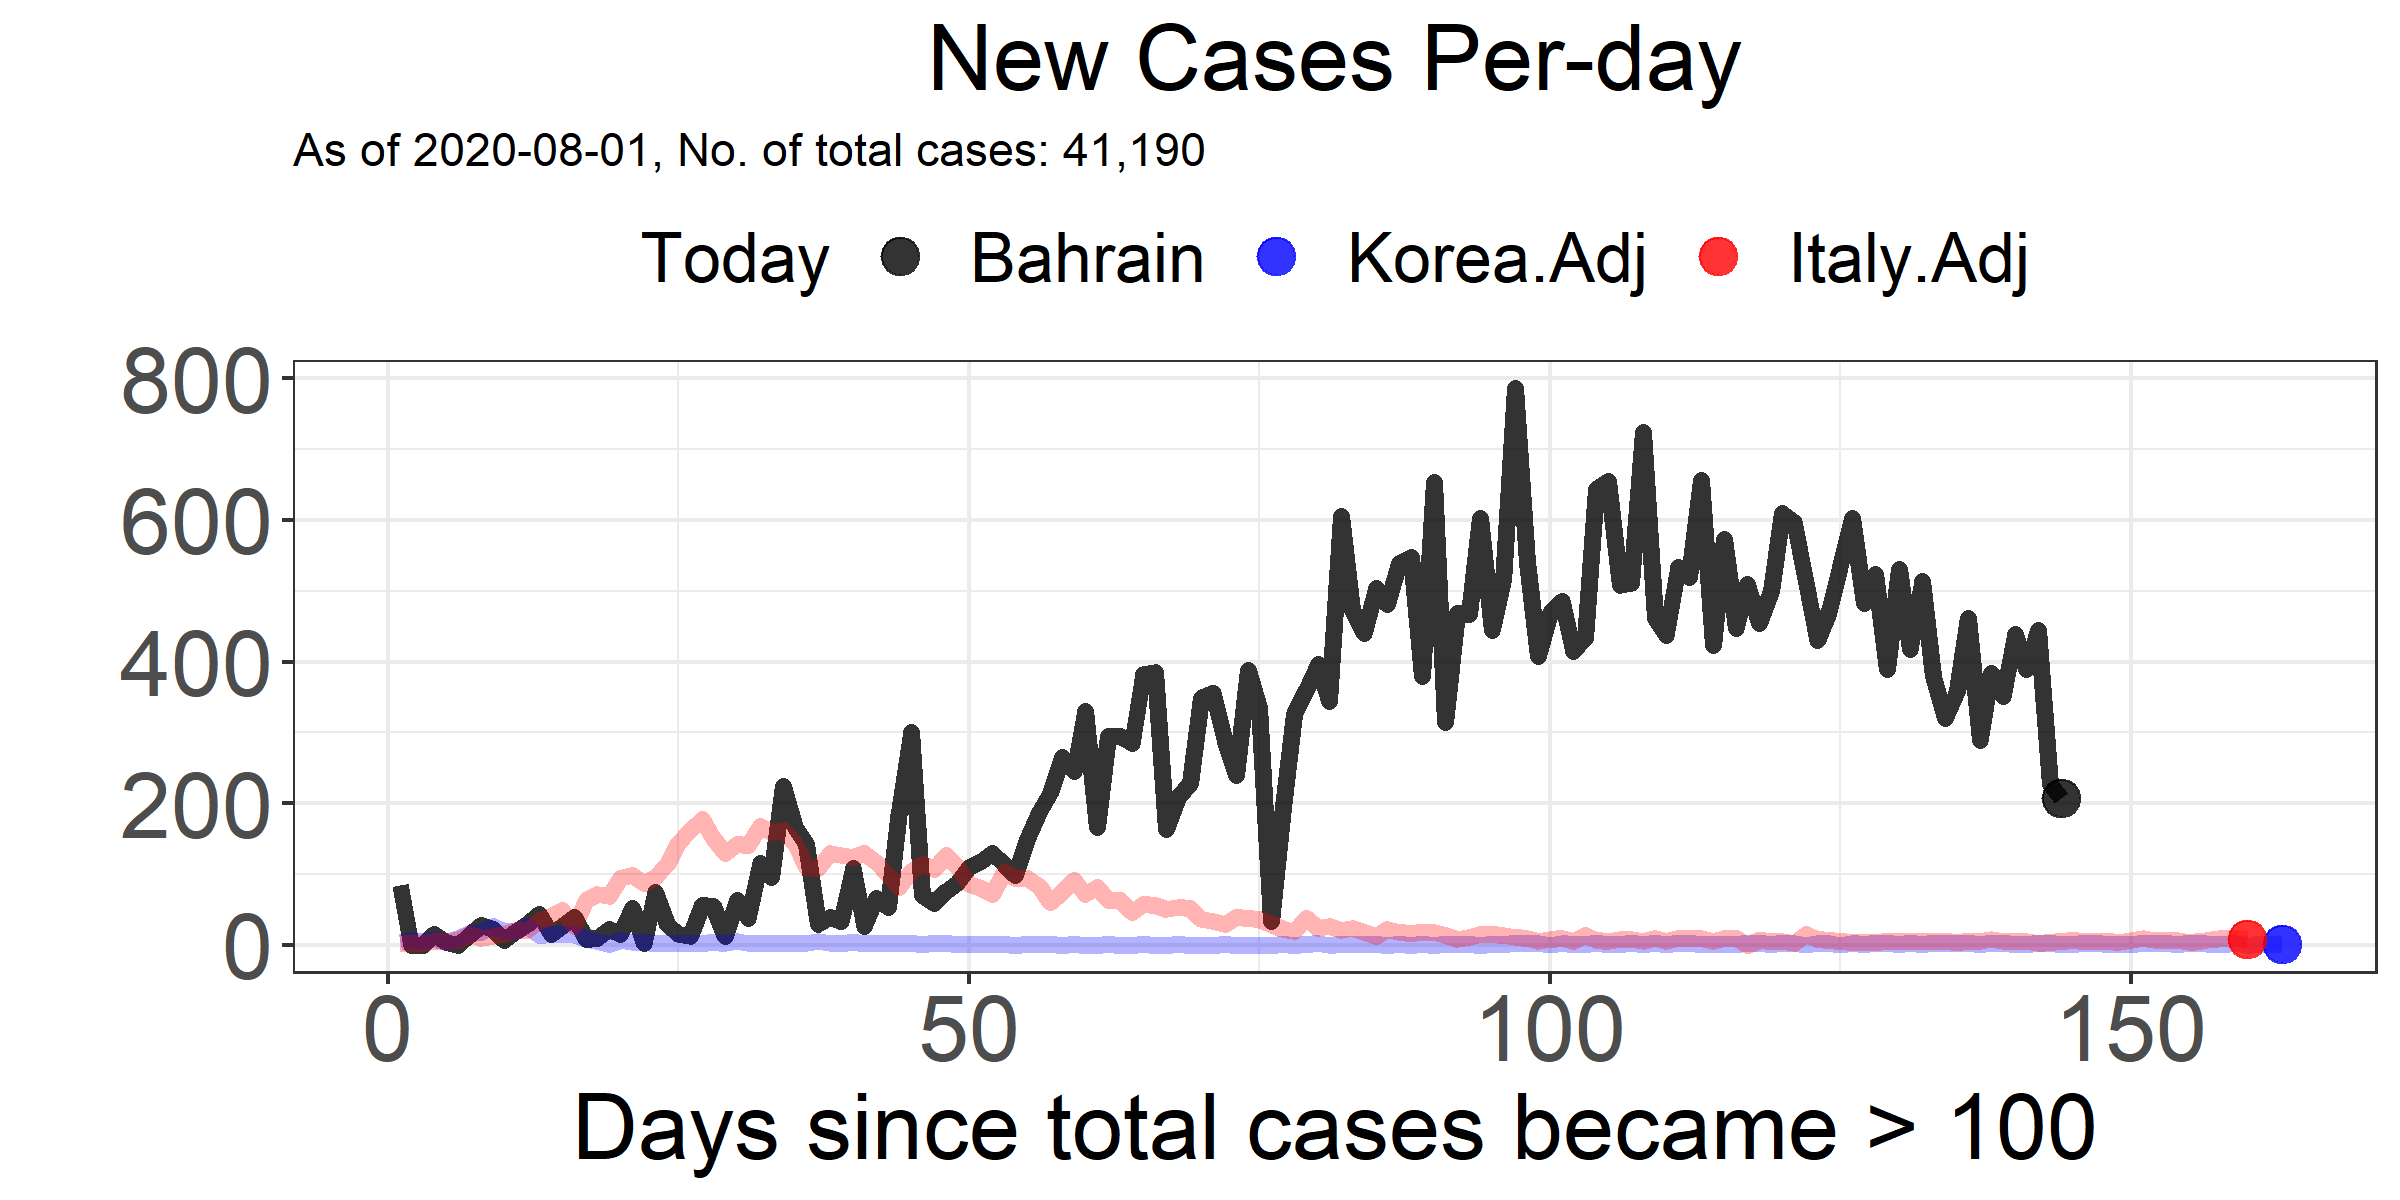 New Cases Per-day
As of 2020-08-01, No. of total cases: 41,190
Today Bahrain Korea.Adj Italy.Adj
800
600
400
200
0
0 50 100 150
Days since total cases became > 100